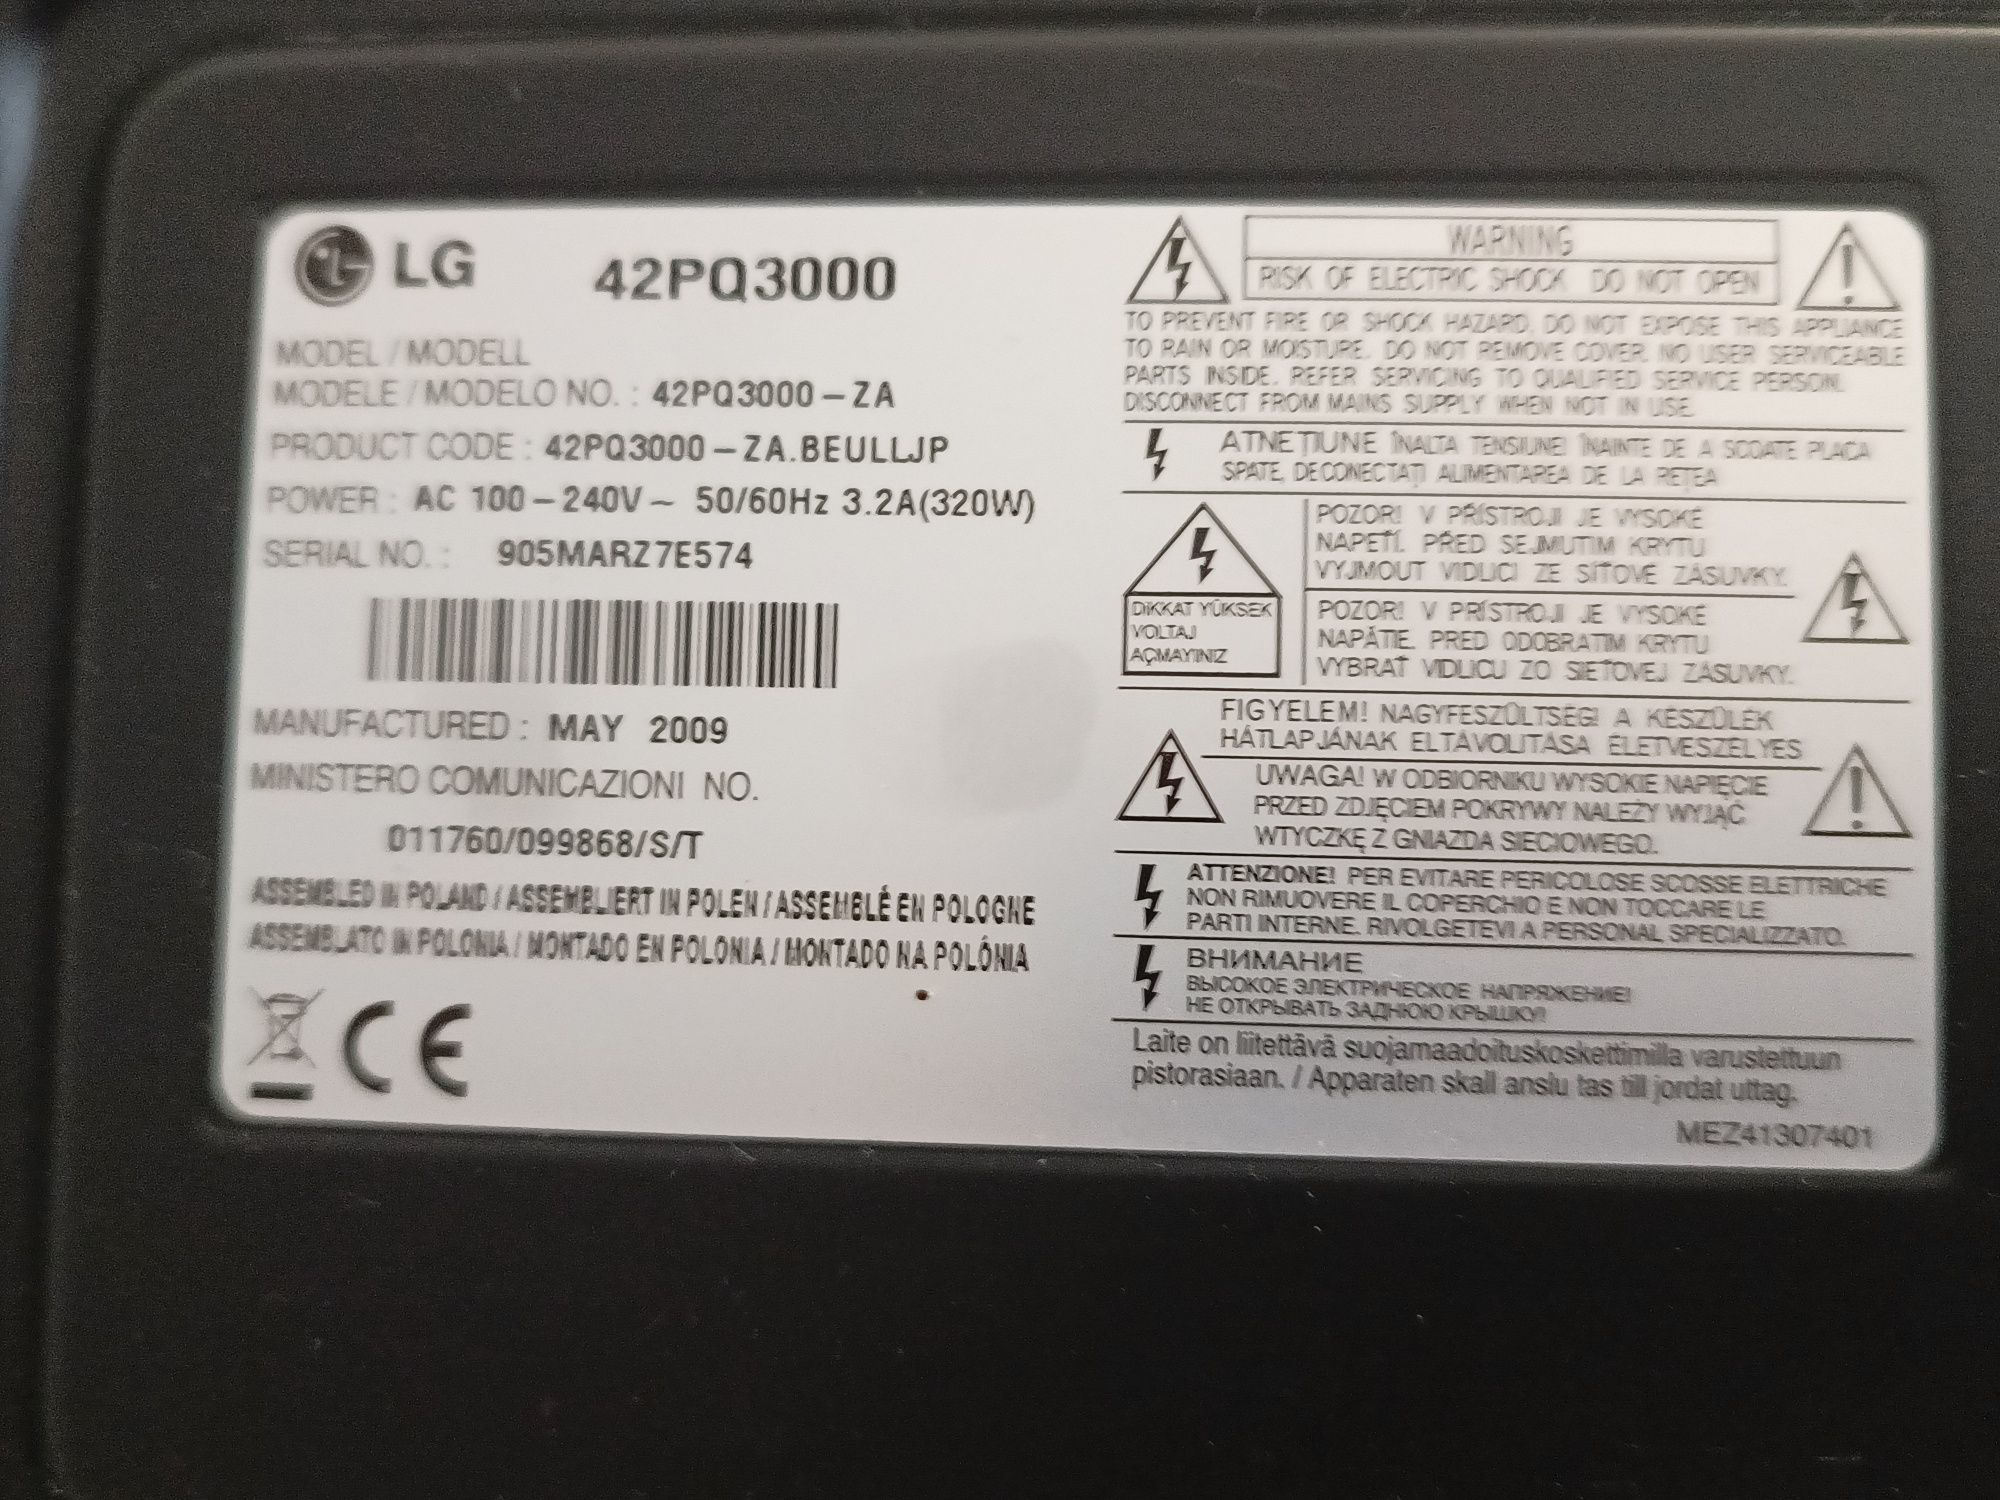 LG 42PQ3000
MODEL / MODELL
MODELE / MODELO NO. : 42PQ3000-ZA
PRODUCT CODE : 42PQ3000-ZA.BEULLJP
POWER : AC 100-240V~ 50/60Hz 3.2A(320W)
SERIAL NO. : 905MARZ7E574
MANUFACTURED : MAY 2009
MINISTERO COMUNICAZIONI NO.
011760/099868/S/T
ASSEMBLED IN POLAND / ASSEMBLIERT IN POLEN / ASSEMBLÉ EN POLOGNE
ASSEMBLATO IN POLONIA / MONTADO EN POLONIA / MONTADO NA POLÓNIA
CE
WARNING
RISK OF ELECTRIC SHOCK DO NOT OPEN
TO PREVENT FIRE OR SHOCK HAZARD, DO NOT EXPOSE THIS APPLIANCE
TO RAIN OR MOISTURE. DO NOT REMOVE COVER. NO USER SERVICEABLE
PARTS INSIDE. REFER SERVICING TO QUALIFIED SERVICE PERSON.
DISCONNECT FROM MAINS SUPPLY WHEN NOT IN USE.
ATNEȚIUNE ÎNALTA TENSIUNE! ÎNAINTE DE A SCOATE PLACA
SPATE, DECONECTAȚI ALIMENTAREA DE LA REȚEA
DİKKAT YÜKSEK
VOLTAJ
AÇMAYINIZ
POZOR! V PŘÍSTROJI JE VYSOKÉ
NAPĚTÍ. PŘED SEJMUTIM KRYTU
VYJMOUT VIDLICI ZE SÍŤOVÉ ZÁSUVKY.
POZOR! V PRÍSTROJI JE VYSOKÉ
NAPÄTIE. PRED ODOBRATIM KRYTU
VYBRAŤ VIDLICU ZO SIEŤOVEJ ZÁSUVKY.
FIGYELEM! NAGYFESZÜLTSÉG! A KÉSZÜLÉK
HÁTLAPJÁNAK ELTÁVOLITÁSA ÉLETVESZÉLYES
UWAGA! W ODBIORNIKU WYSOKIE NAPIĘCIE
PRZED ZDJĘCIEM POKRYWY NALEŻY WYJĄĆ
WTYCZKĘ Z GNIAZDA SIECIOWEGO.
ATTENZIONE! PER EVITARE PERICOLOSE SCOSSE ELETTRICHE
NON RIMUOVERE IL COPERCHIO E NON TOCCARE LE
PARTI INTERNE. RIVOLGETEVI A PERSONAL SPECIALIZZATO.
ВНИМАНИЕ
ВЫСОКОЕ ЭЛЕКТРИЧЕСКОЕ НАПРЯЖЕНИЕ!
НЕ ОТКРЫВАТЬ ЗАДНЮЮ КРЫШКУ!
Laite on liitettävä suojamaadoituskoskettimilla varustettuun
pistorasiaan. / Apparaten skall anslu tas till jordat uttag.
MEZ41307401